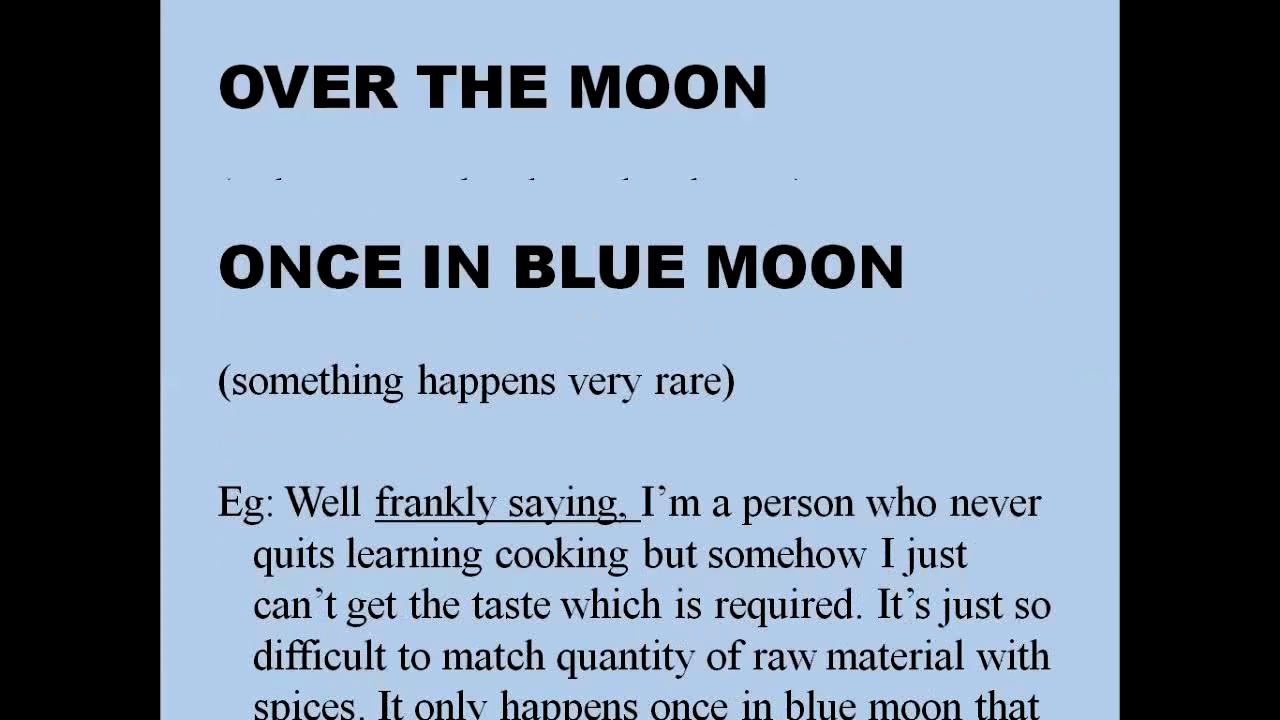 OVER THE MOON
ONCE IN BLUE MOON
(something happens very rare)
Eg: Well frankly saying, I'm a person who never
quits learning cooking but somehow I just
can't get the taste which is required. It's just so
difficult to match quantity of raw material with
spices. It only happens once in blue moon that